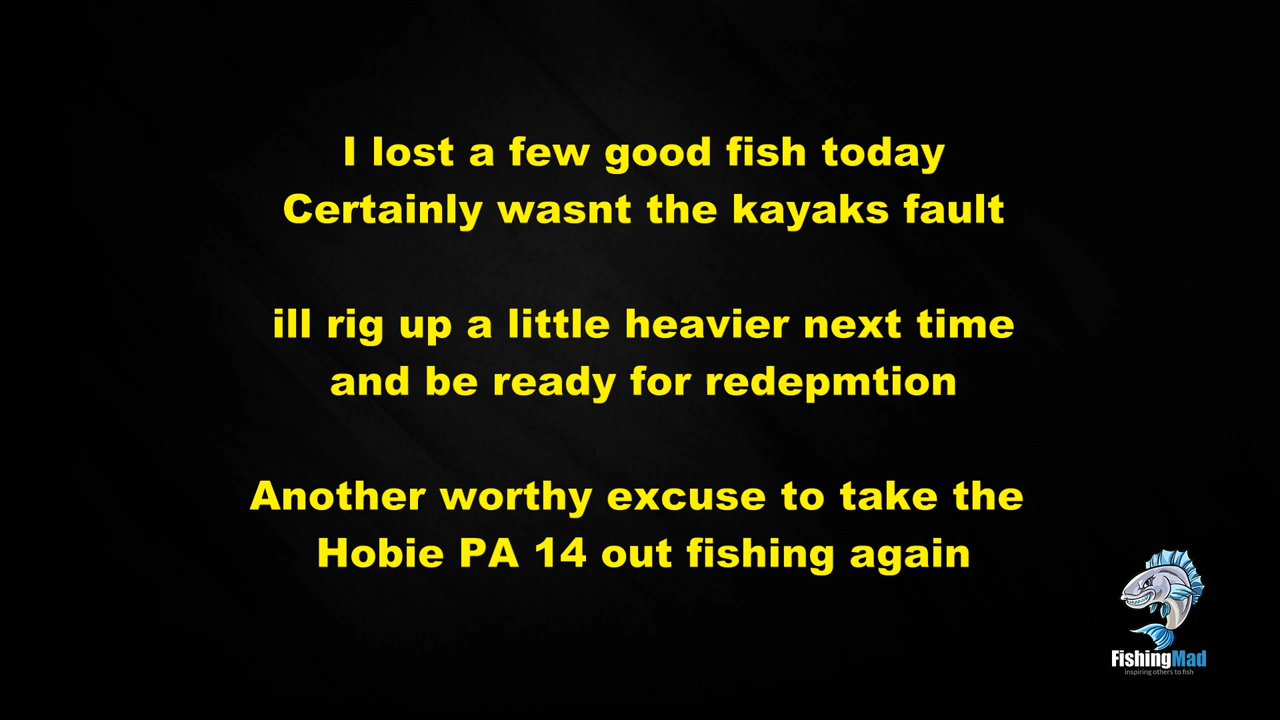 I lost a few good fish today
Certainly wasnt the kayaks fault
ill rig up a little heavier next time
and be ready for redepmtion
Another worthy excuse to take the
Hobie PA 14 out fishing again
FishingMad
inspiring others to fish